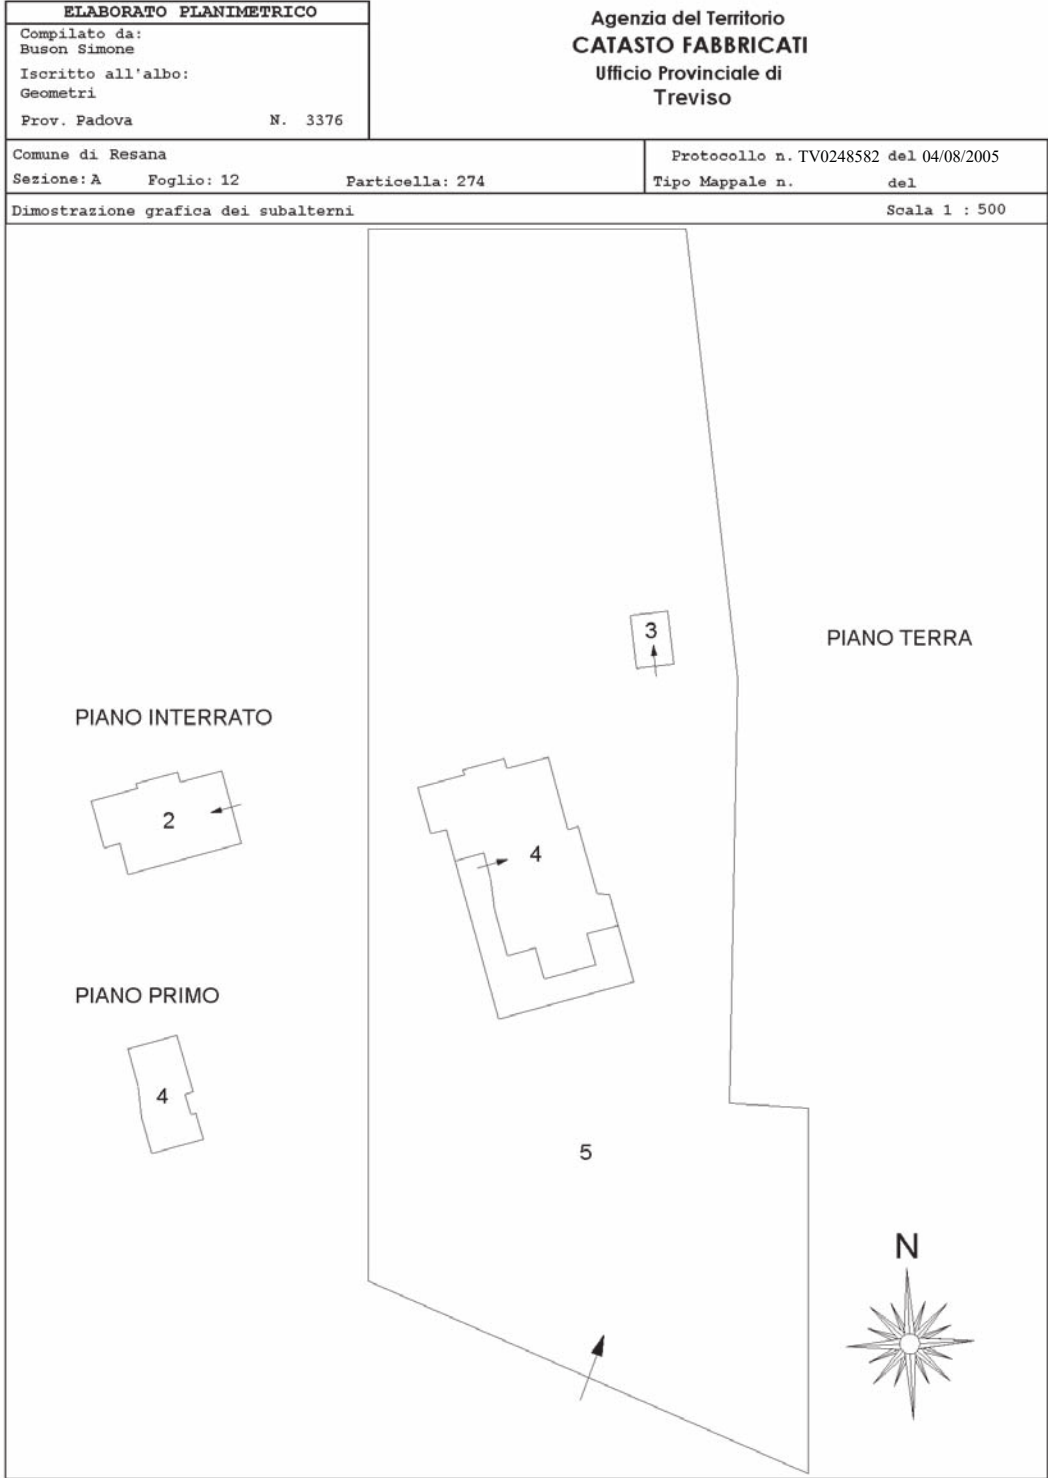 ELABORATO PLANIMETRICO
Compilato da:
Buson Simone
Iscritto all'albo:
Geometri
Prov. Padova N. 3376
Agenzia del Territorio
CATASTO FABBRICATI
Ufficio Provinciale di
Treviso
Comune di Resana
Sezione: A Foglio: 12 Particella: 274
Protocollo n. TV0248582 del 04/08/2005
Tipo Mappale n. del
Dimostrazione grafica dei subalterni Scala 1 : 500
3
PIANO TERRA
PIANO INTERRATO
2
4
PIANO PRIMO
4
5
N